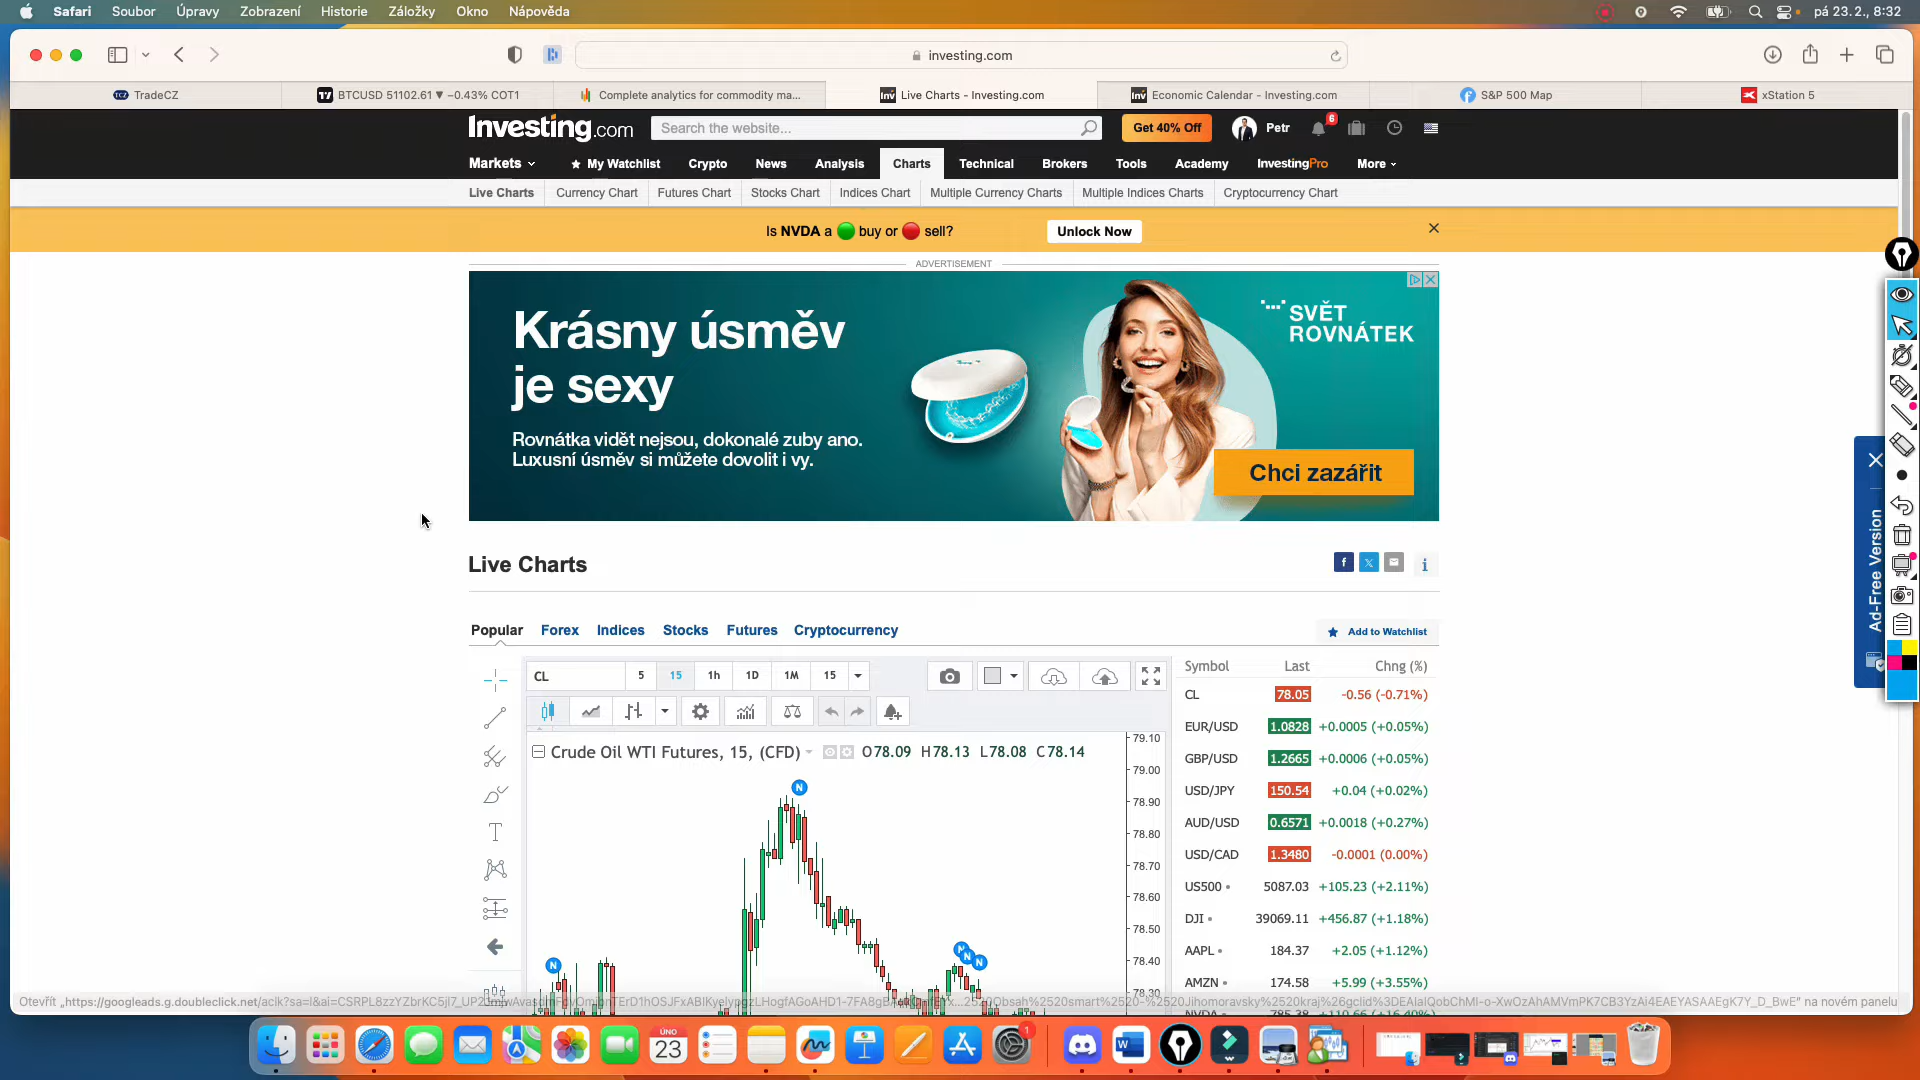 Safari Soubor Úpravy Zobrazení Historie Záložky Okno Nápověda pá 23.2., 8:32
investing.com
TradeCZ BTCUSD 51102.61 ▼ −0.43% COT1 Complete analytics for commodity ma... Live Charts - Investing.com Economic Calendar - Investing.com S&P 500 Map xStation 5
Investing.com Search the website... Get 40% Off Petr 6
Markets My Watchlist Crypto News Analysis Charts Technical Brokers Tools Academy InvestingPro More
Live Charts Currency Chart Futures Chart Stocks Chart Indices Chart Multiple Currency Charts Multiple Indices Charts Cryptocurrency Chart
Is NVDA a buy or sell? Unlock Now
ADVERTISEMENT
Krásny úsměv
je sexy
Rovnátka vidět nejsou, dokonalé zuby ano.
Luxusní úsměv si můžete dovolit i vy.
SVĚT
ROVNÁTEK
Chci zazářit
Ad-Free Version
Live Charts
Popular Forex Indices Stocks Futures Cryptocurrency Add to Watchlist
CL 5 15 1h 1D 1M 15
Crude Oil WTI Futures, 15, (CFD) O78.09 H78.13 L78.08 C78.14
79.10
79.00
78.90
78.80
78.70
78.60
78.50
78.40
78.30
Symbol Last Chng (%)
CL 78.05 -0.56 (-0.71%)
EUR/USD 1.0828 +0.0005 (+0.05%)
GBP/USD 1.2665 +0.0006 (+0.05%)
USD/JPY 150.54 +0.04 (+0.02%)
AUD/USD 0.6571 +0.0018 (+0.27%)
USD/CAD 1.3480 -0.0001 (0.00%)
US500 5087.03 +105.23 (+2.11%)
DJI 39069.11 +456.87 (+1.18%)
AAPL 184.37 +2.05 (+1.12%)
AMZN 174.58 +5.99 (+3.55%)
Otevřít na novém panelu
ÚNO
23
1